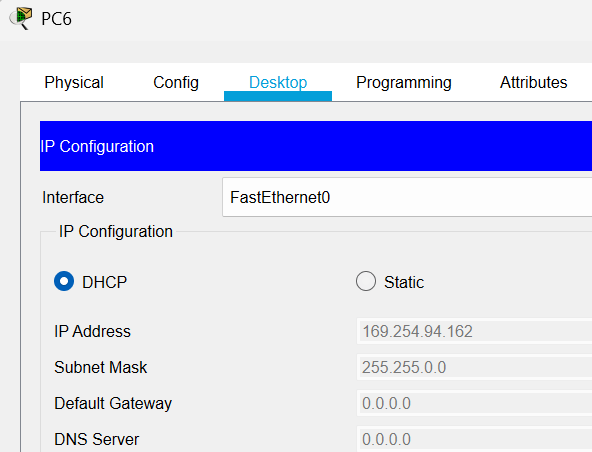 PC6
Physical Config Desktop Programming Attributes
IP Configuration
Interface FastEthernet0
IP Configuration
DHCP Static
IP Address 169.254.94.162
Subnet Mask 255.255.0.0
Default Gateway 0.0.0.0
DNS Server 0.0.0.0